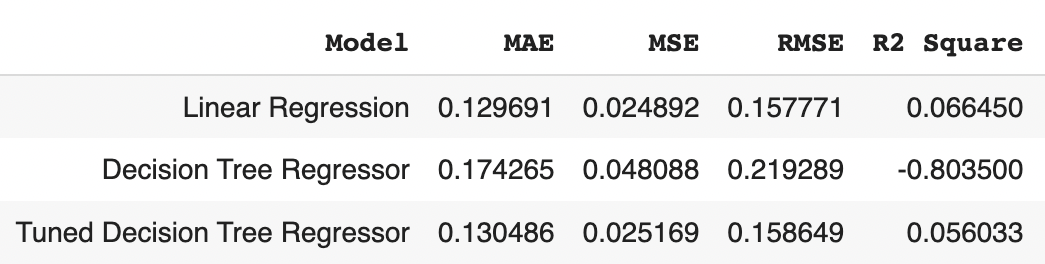 Model MAE MSE RMSE R2 Square
Linear Regression 0.129691 0.024892 0.157771 0.066450
Decision Tree Regressor 0.174265 0.048088 0.219289 -0.803500
Tuned Decision Tree Regressor 0.130486 0.025169 0.158649 0.056033